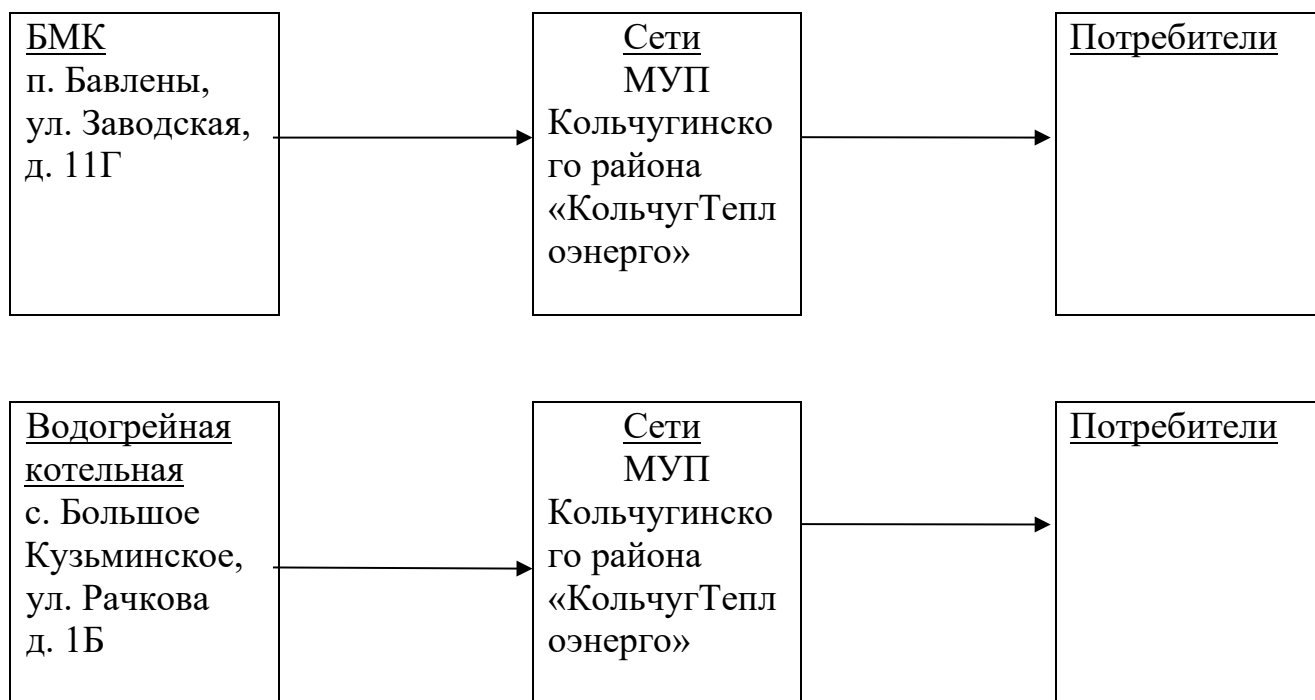 БМК
п. Бавлены,
ул. Заводская,
д. 11Г
Сети
МУП
Кольчугинско
го района
«КольчугТепл
оэнерго»
Потребители
Водогрейная
котельная
с. Большое
Кузьминское,
ул. Рачкова
д. 1Б
Сети
МУП
Кольчугинско
го района
«КольчугТепл
оэнерго»
Потребители